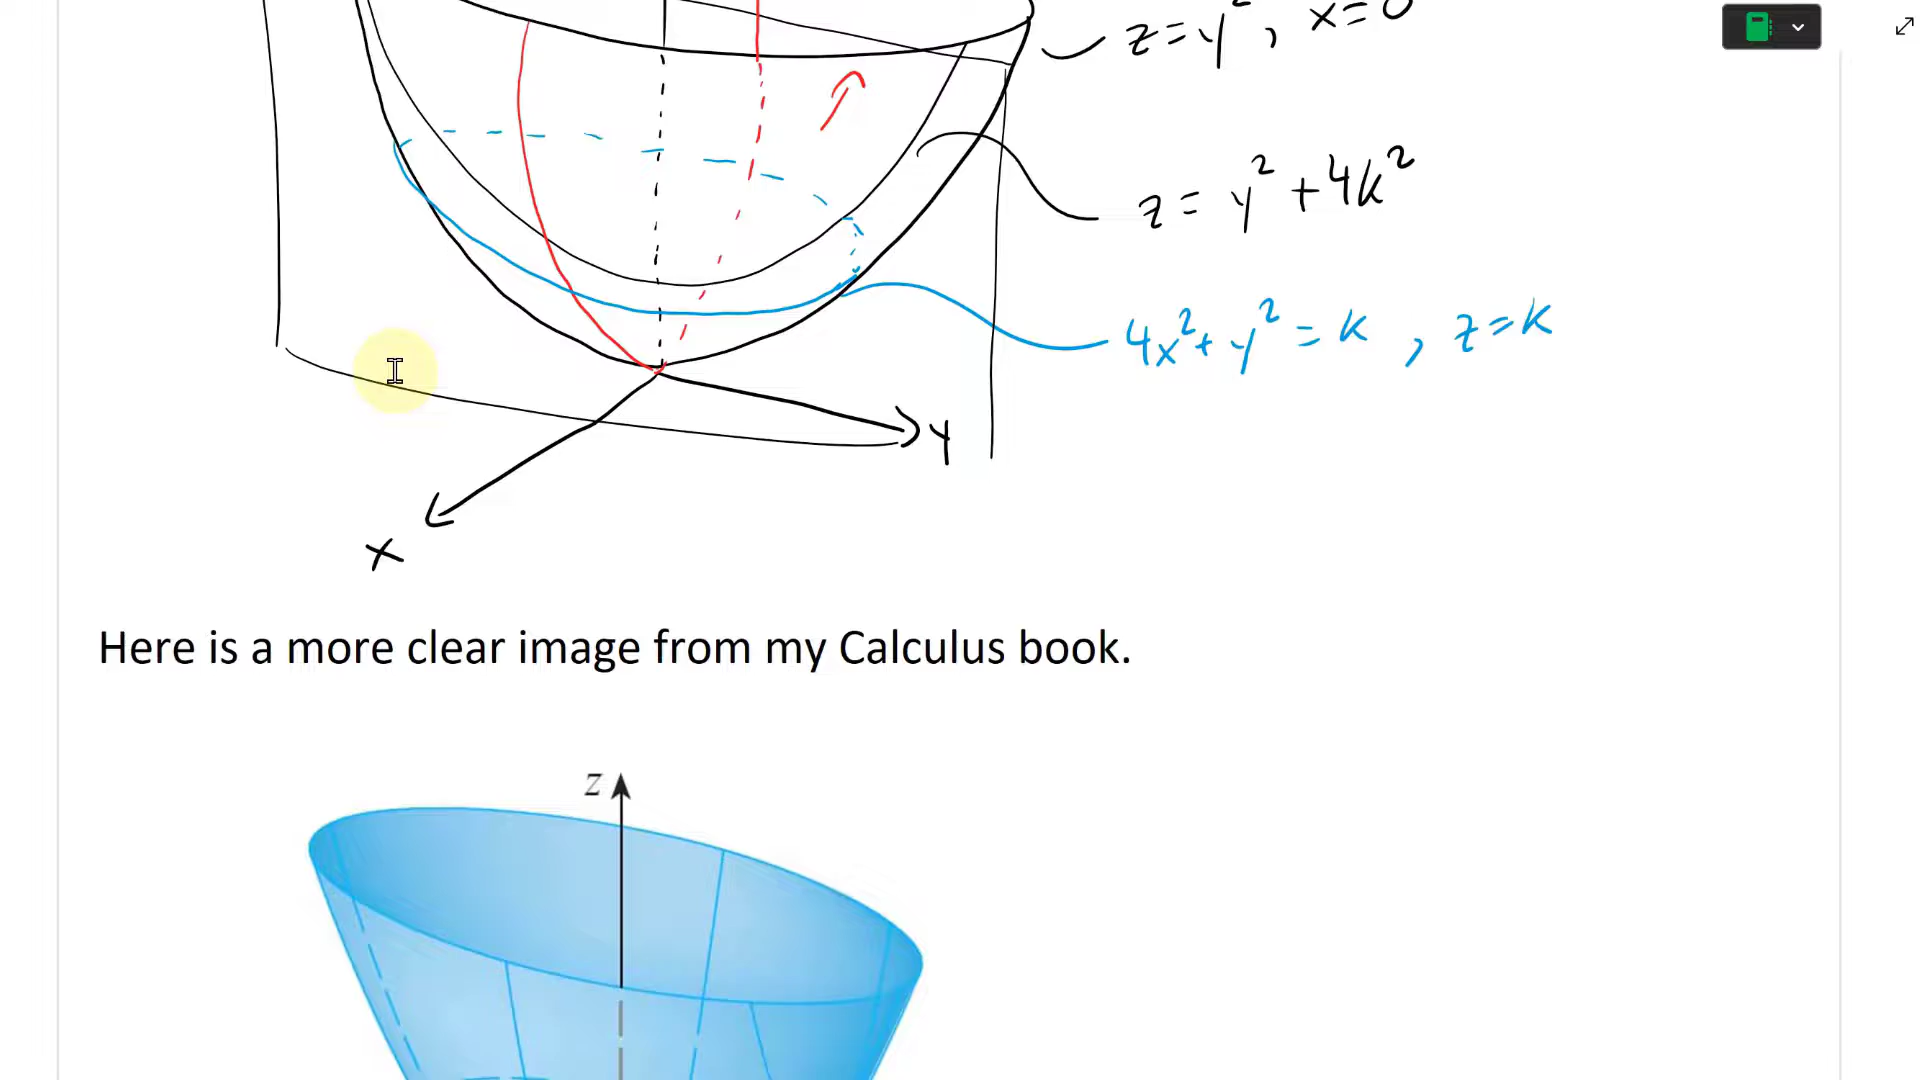 z = y², x = 0
z = y² + 4k²
4x² + y² = k , z = k
y
x
Here is a more clear image from my Calculus book.
z